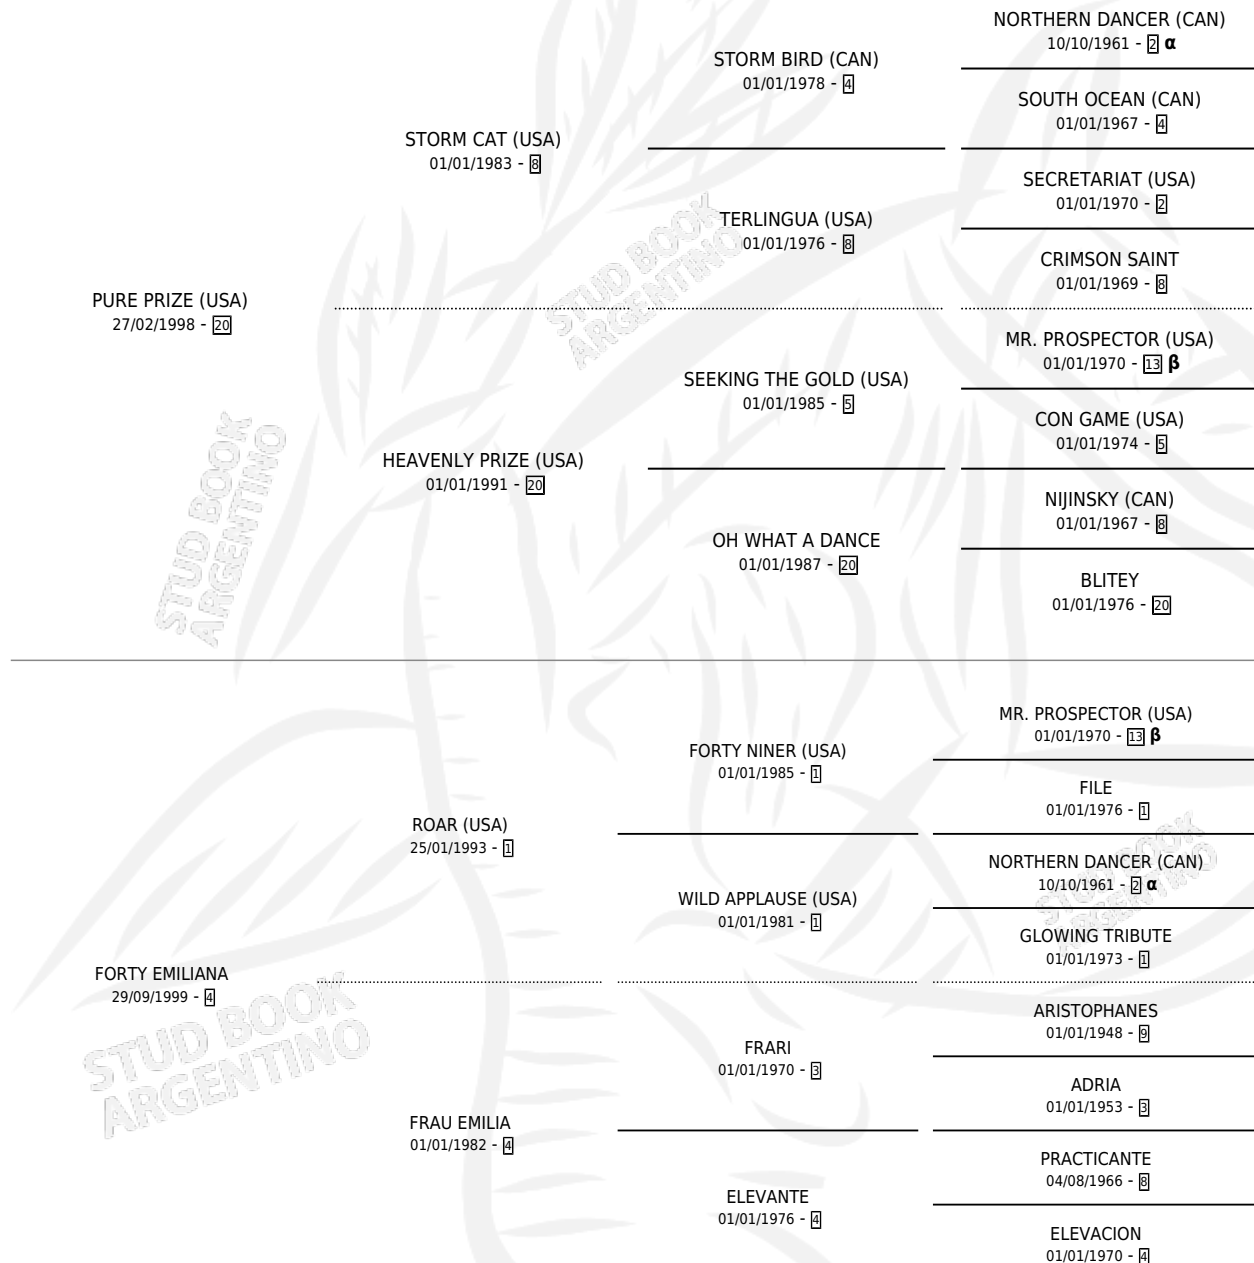 NORTHERN DANCER (CAN)
10/10/1961 - 2 α
STORM BIRD (CAN)
01/01/1978 - 4
SOUTH OCEAN (CAN)
01/01/1967 - 4
STORM CAT (USA)
01/01/1983 - 8
SECRETARIAT (USA)
01/01/1970 - 2
TERLINGUA (USA)
01/01/1976 - 8
CRIMSON SAINT
01/01/1969 - 8
PURE PRIZE (USA)
27/02/1998 - 20
MR. PROSPECTOR (USA)
01/01/1970 - 13 β
SEEKING THE GOLD (USA)
01/01/1985 - 5
CON GAME (USA)
01/01/1974 - 5
HEAVENLY PRIZE (USA)
01/01/1991 - 20
NIJINSKY (CAN)
01/01/1967 - 8
OH WHAT A DANCE
01/01/1987 - 20
BLITEY
01/01/1976 - 20
MR. PROSPECTOR (USA)
01/01/1970 - 13 β
FORTY NINER (USA)
01/01/1985 - 1
FILE
01/01/1976 - 1
ROAR (USA)
25/01/1993 - 1
NORTHERN DANCER (CAN)
10/10/1961 - 2 α
WILD APPLAUSE (USA)
01/01/1981 - 1
GLOWING TRIBUTE
01/01/1973 - 1
FORTY EMILIANA
29/09/1999 - 4
ARISTOPHANES
01/01/1948 - 9
FRARI
01/01/1970 - 3
ADRIA
01/01/1953 - 3
FRAU EMILIA
01/01/1982 - 4
PRACTICANTE
04/08/1966 - 8
ELEVANTE
01/01/1976 - 4
ELEVACION
01/01/1970 - 4
STUD BOOK
ARGENTINO
STUD BOOK
ARGENTINO
STUD BOOK
ARGENTINO
STUD BOOK
ARGENTINO